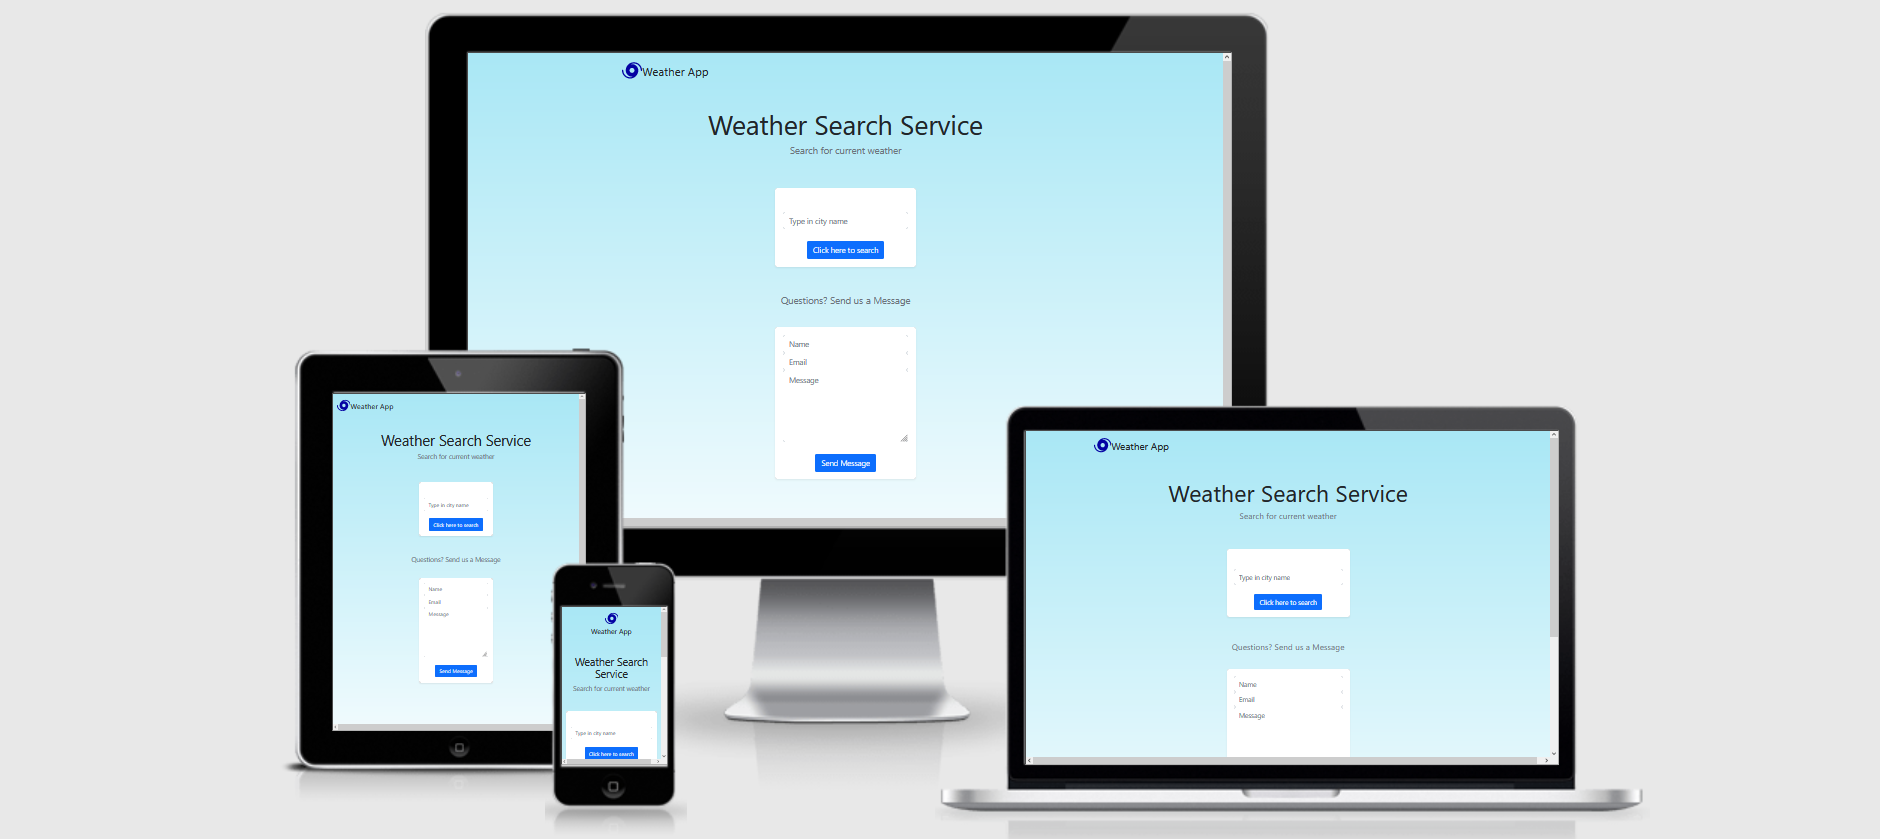 Weather App
Weather Search Service
Search for current weather
Type in city name
Click here to search
Questions? Send us a Message
Name
Email
Message
Send Message
Weather App
Weather Search Service
Search for current weather
Type in city name
Click here to search
Questions? Send us a Message
Name
Email
Message
Send Message
Weather App
Weather Search
Service
Search for current weather
Type in city name
Click here to search
Weather App
Weather Search Service
Search for current weather
Type in city name
Click here to search
Questions? Send us a Message
Name
Email
Message